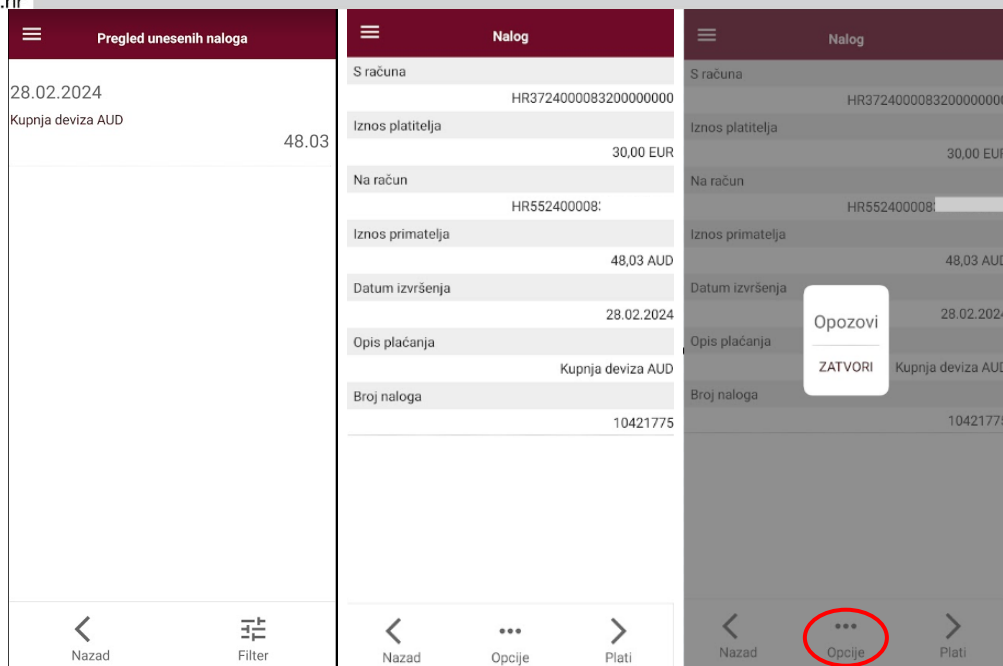 .hr
Pregled unesenih naloga
28.02.2024
Kupnja deviza AUD
48.03
Nazad
Filter
Nalog
S računa
HR3724000083200000000
Iznos platitelja
30,00 EUR
Na račun
HR5524000083
Iznos primatelja
48,03 AUD
Datum izvršenja
28.02.2024
Opis plaćanja
Kupnja deviza AUD
Broj naloga
10421775
Nazad
Opcije
Plati
Nalog
S računa
HR372400008320000000
Iznos platitelja
30,00 EUR
Na račun
HR552400008
Iznos primatelja
48,03 AUD
Datum izvršenja
28.02.2024
Opozovi
Opis plaćanja
ZATVORI
Kupnja deviza AUD
Broj naloga
10421775
Nazad
Opcije
Plati